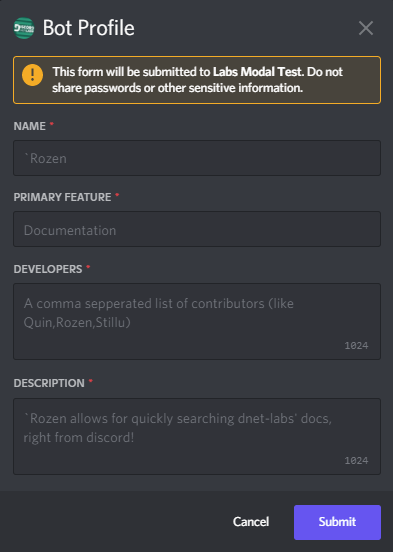 Bot Profile
This form will be submitted to Labs Modal Test. Do not
share passwords or other sensitive information.
NAME *
`Rozen
PRIMARY FEATURE *
Documentation
DEVELOPERS *
A comma sepperated list of contributors (like
Quin,Rozen,Stillu)
1024
DESCRIPTION *
`Rozen allows for quickly searching dnet-labs' docs,
right from discord!
1024
Cancel
Submit